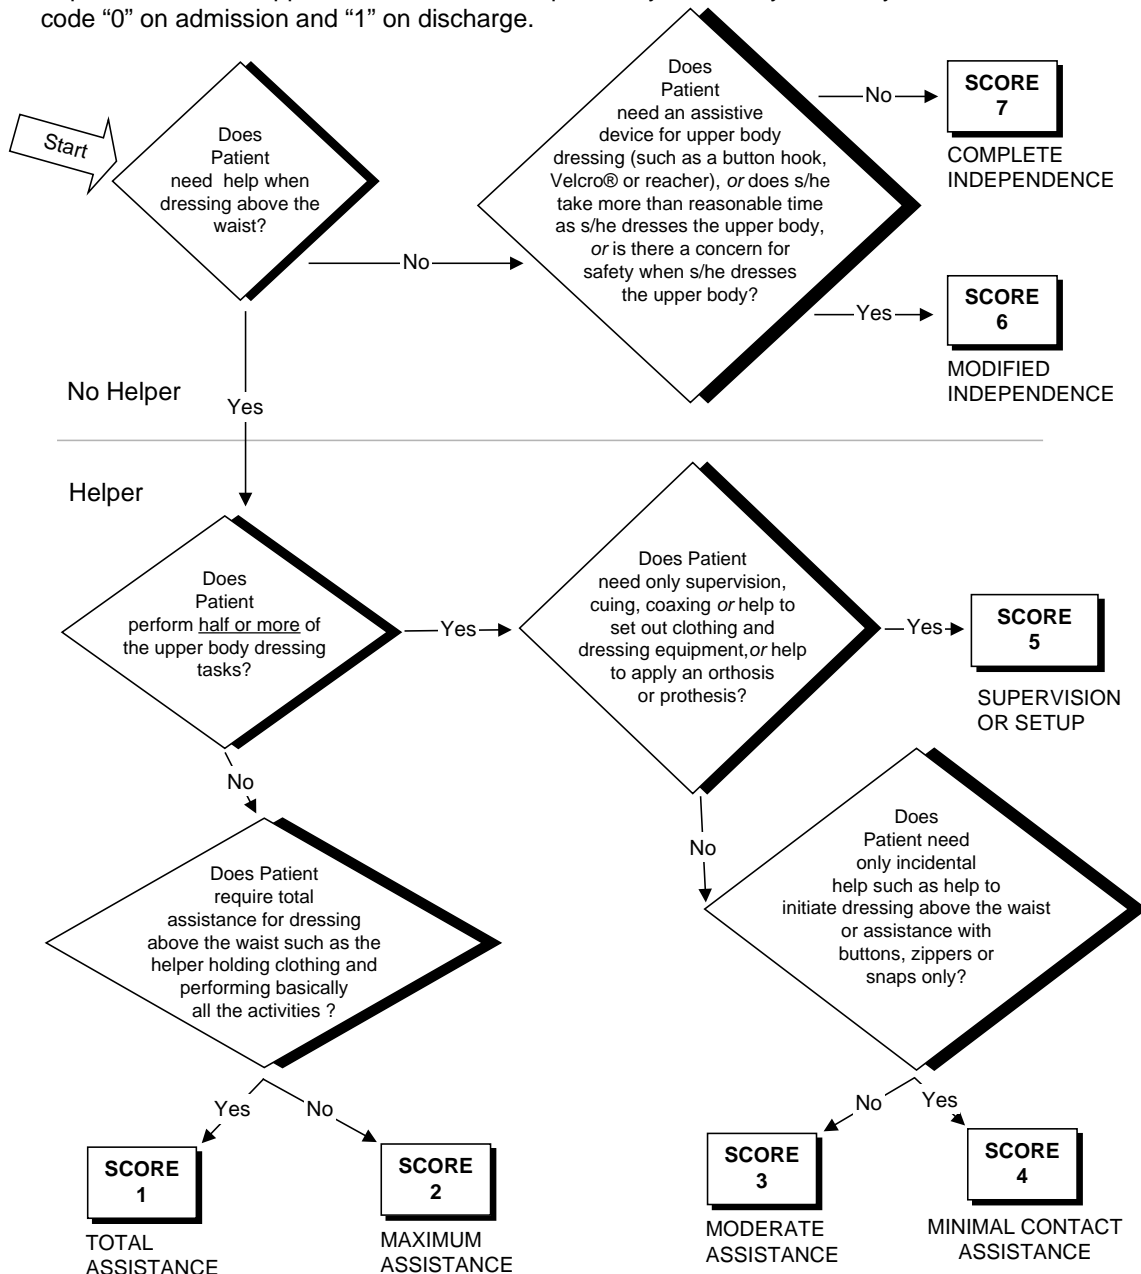 code “0” on admission and “1” on discharge.
Start
Does
Patient
need help when
dressing above the
waist?
No
Does
Patient
need an assistive
device for upper body
dressing (such as a button hook,
Velcro® or reacher), or does s/he
take more than reasonable time
as s/he dresses the upper body,
or is there a concern for
safety when s/he dresses
the upper body?
No
SCORE
7
COMPLETE
INDEPENDENCE
Yes
SCORE
6
MODIFIED
INDEPENDENCE
No Helper
Yes
Helper
Does
Patient
perform half or more of
the upper body dressing
tasks?
Yes
Does Patient
need only supervision,
cuing, coaxing or help to
set out clothing and
dressing equipment,or help
to apply an orthosis
or prothesis?
Yes
SCORE
5
SUPERVISION
OR SETUP
No
No
Does Patient
require total
assistance for dressing
above the waist such as the
helper holding clothing and
performing basically
all the activities ?
Does
Patient need
only incidental
help such as help to
initiate dressing above the waist
or assistance with
buttons, zippers or
snaps only?
Yes
No
SCORE
1
TOTAL
ASSISTANCE
SCORE
2
MAXIMUM
ASSISTANCE
No
Yes
SCORE
3
MODERATE
ASSISTANCE
SCORE
4
MINIMAL CONTACT
ASSISTANCE